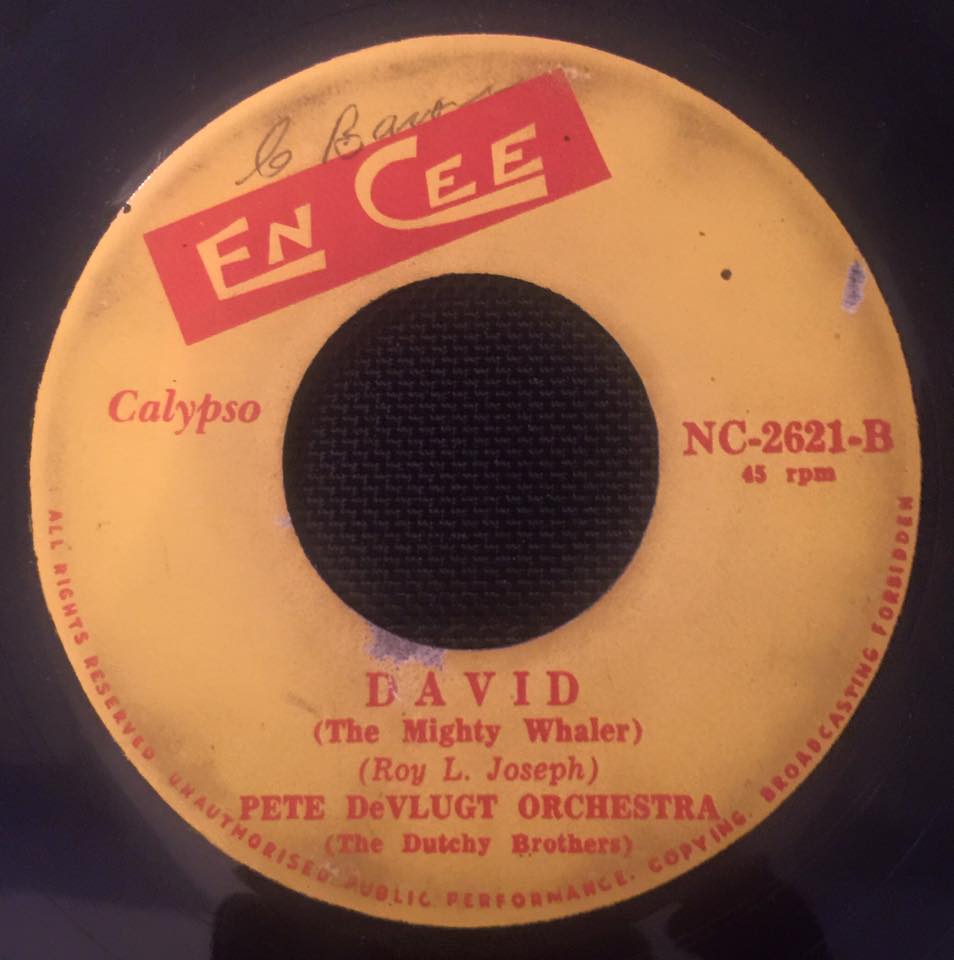 EN CEE
Calypso
NC-2621-B
45 rpm
DAVID
(The Mighty Whaler)
(Roy L. Joseph)
PETE DeVLUGT ORCHESTRA
(The Dutchy Brothers)
ALL RIGHTS RESERVED UNAUTHORISED PUBLIC PERFORMANCE. COPYING. BROADCASTING FORBIDDEN